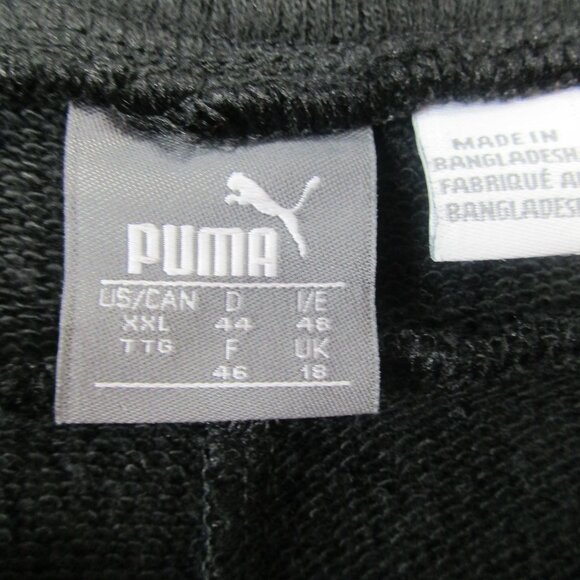 PUMA
US/CAN D I/E
XXL 44 48
TTG F UK
46 18
MADE IN
BANGLADESH
FABRIQUÉ
BANGLADESH